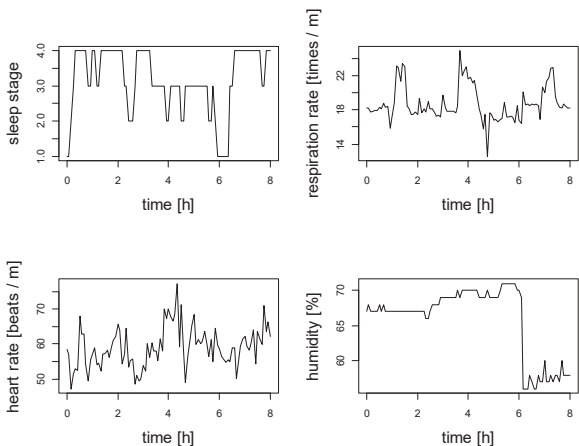 sleep stage
4.0
3.0
2.0
1.0
0 2 4 6 8
time [h]
respiration rate [times / m]
22
18
14
0 2 4 6 8
time [h]
heart rate [beats / m]
70
60
50
0 2 4 6 8
time [h]
humidity [%]
70
65
60
0 2 4 6 8
time [h]